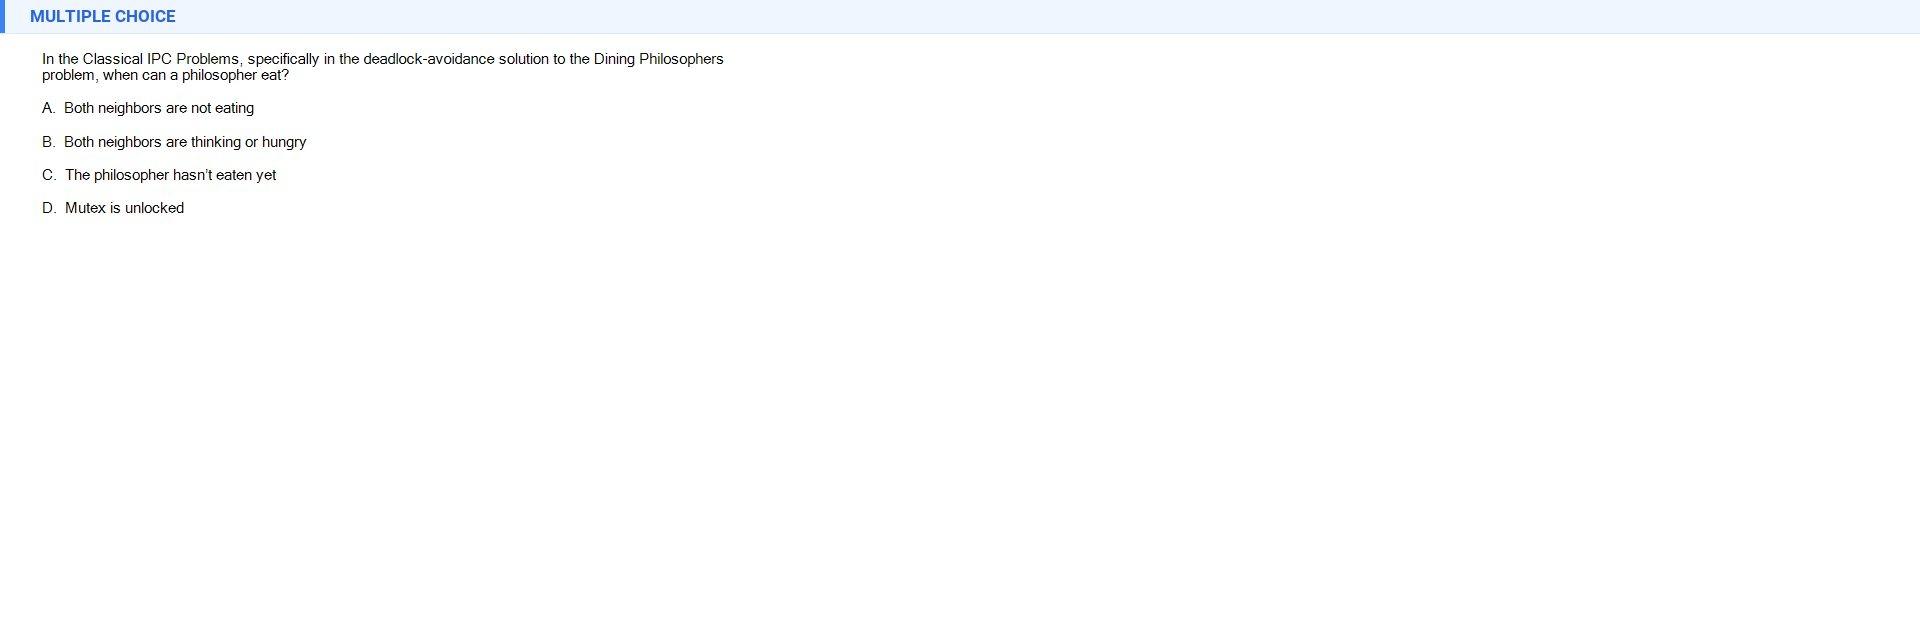 MULTIPLE CHOICE
In the Classical IPC Problems, specifically in the deadlock-avoidance solution to the Dining Philosophers
problem, when can a philosopher eat?
A. Both neighbors are not eating
B. Both neighbors are thinking or hungry
C. The philosopher hasn't eaten yet
D. Mutex is unlocked